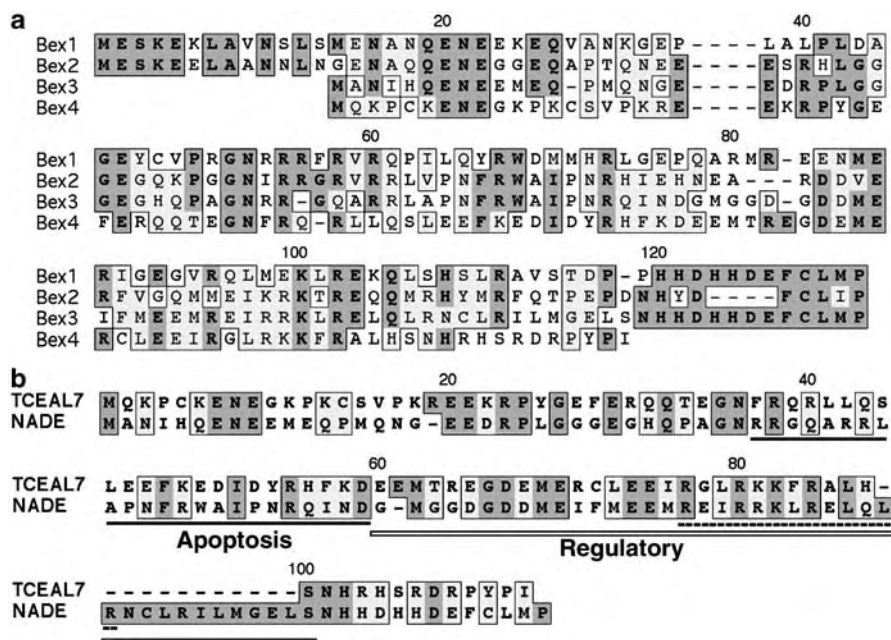 a
20 40
Bex1 MESKEKLAVNSLSMENANQENEEKEQVANKGEP----LALPLDA
Bex2 MESKEELAANNLNGENAQQENEGGEQAPTQNEE----ESRHLGG
Bex3 MANIHQENEEMEQ-PMQNGE----EDRPLGG
Bex4 MQKPCKENEGKPKCSVPKRE----EKRPYGE
60 80
Bex1 GEYCVPRGNRRRFRVRQPILQYRWDMMHRLGEPQARMR-EENME
Bex2 GEGQKPGGNIRRGRVRRLVPNFRWAIPNRHIEHNEA---RDDVE
Bex3 GEGHQPAGNRR-GQARRLAPNFRWAIPNRQINDGMGGD-GDDME
Bex4 FERQQTEGNFRQ-RLLQSLEEFKEDIDYRHFKDEEMTREGDEME
100 120
Bex1 RIGEGVRQLMEKLREKQLSHSLRAVSTDP-PHHDHHDEFCLMP
Bex2 RFVGQMMEIKRKTREQQMRHYMRFQTPEPDNHYD----FCLIP
Bex3 IFMEEMREIRRKLRELQLRNCLRILMGELSNHHDHHDEFCLMP
Bex4 RCLEEIRGLRKKFRALHSNHRHSRDRPYPI
b
20 40
TCEAL7 MQKPCKENEGKPKCSVPKREEKRPYGEFERQQTEGNFRQRLLQS
NADE MANIHQENEEMEQPMQNG-EEDRPLGGGEGHQPAGNRRGQARRL
60 80
TCEAL7 LEEFKEDIDYRHFKDEEMTREGDEMERCLEEIRGLRKKFRALH-
NADE APNFRWAIPNRQINDG-MGGDGDDMEIFMEEMREIRRKLRELQL
Apoptosis Regulatory
100
TCEAL7 -----------SNHRHSRDRPYPI
NADE RNCLRILMGELSNHHDHHDEFCLMP